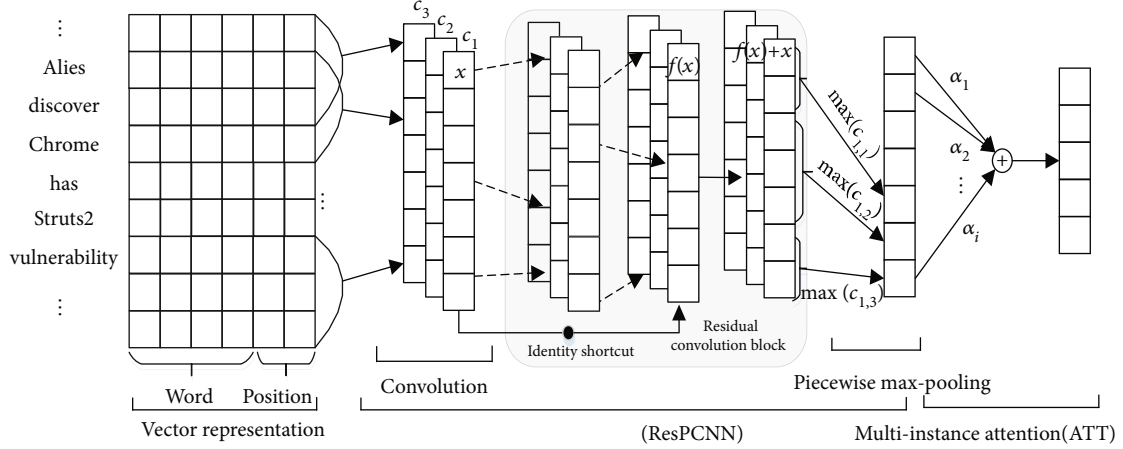 ⋮
Alies
discover
Chrome
has
Struts2
vulnerability
⋮
Word Position
Vector representation
⋮
c3
c2
c1
x
Convolution
f(x)
f(x)+x
Identity shortcut
Residual
convolution block
max(c1,1)
max(c1,2)
max (c1,3)
Piecewise max-pooling
(ResPCNN)
α1
α2
⋮
αi
+
Multi-instance attention(ATT)